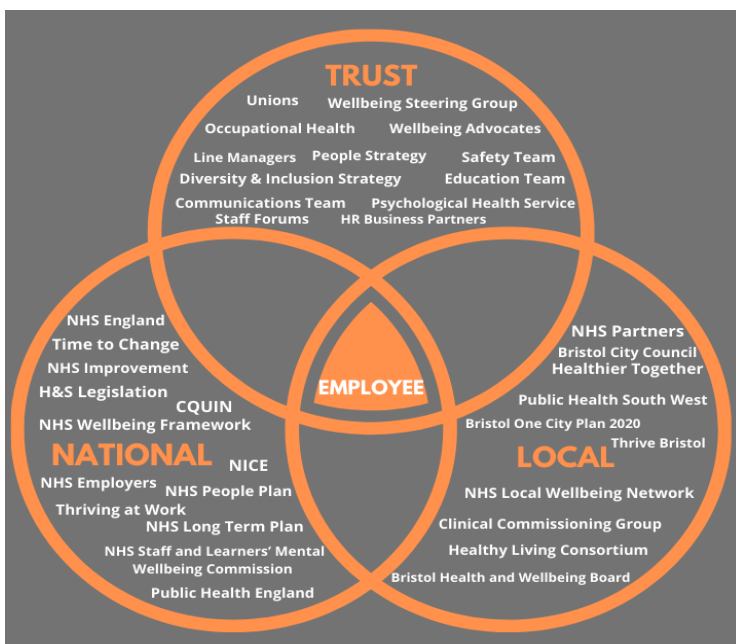 TRUST
Unions
Wellbeing Steering Group
Occupational Health
Wellbeing Advocates
Line Managers
People Strategy
Safety Team
Diversity & Inclusion Strategy
Education Team
Communications Team
Psychological Health Service
Staff Forums
HR Business Partners
EMPLOYEE
NHS England
Time to Change
NHS Improvement
H&S Legislation
CQUIN
NHS Wellbeing Framework
NATIONAL
NICE
NHS Employers
NHS People Plan
Thriving at Work
NHS Long Term Plan
NHS Staff and Learners’ Mental
Wellbeing Commission
Public Health England
NHS Partners
Bristol City Council
Healthier Together
Public Health South West
Bristol One City Plan 2020
Thrive Bristol
LOCAL
NHS Local Wellbeing Network
Clinical Commissioning Group
Healthy Living Consortium
Bristol Health and Wellbeing Board